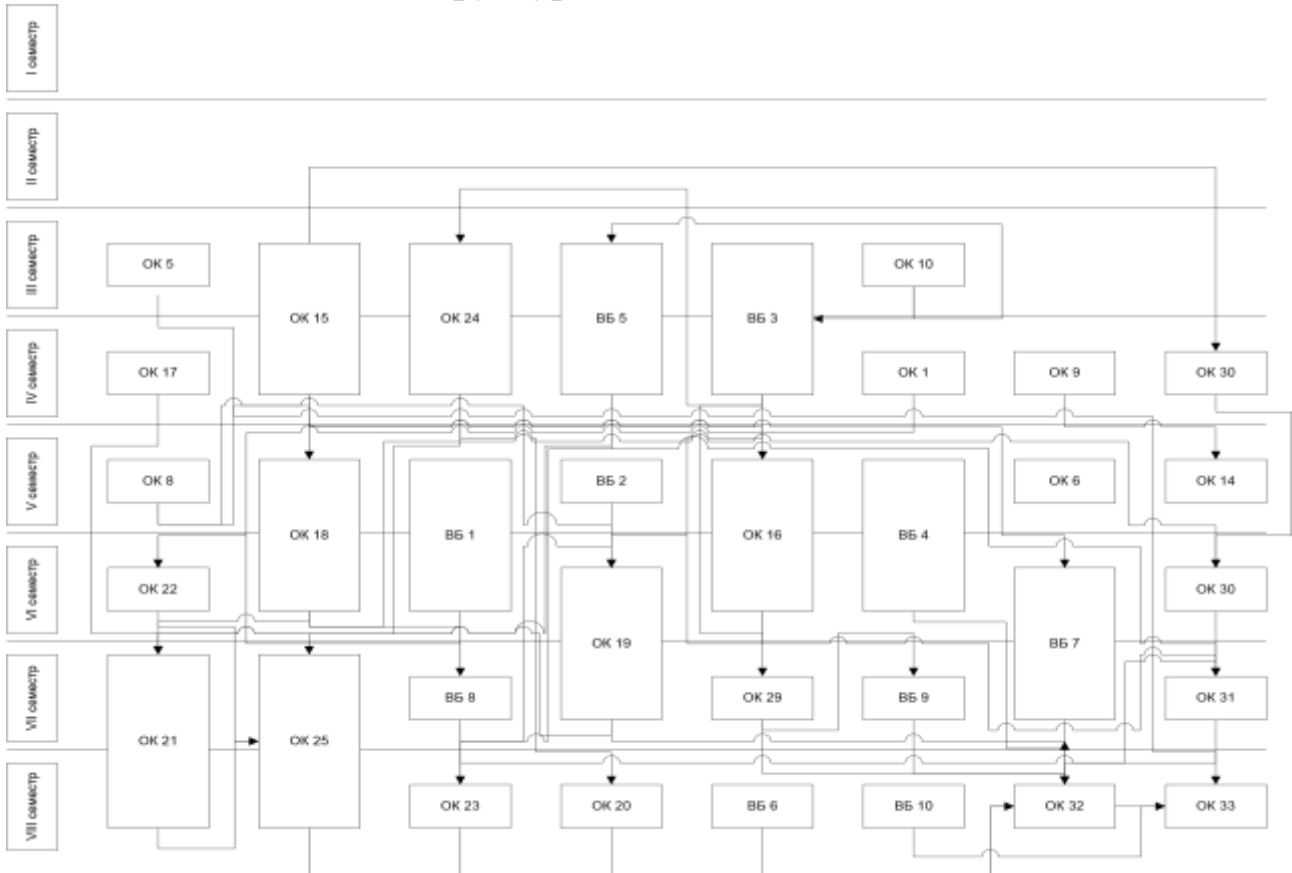 I семестр
II семестр
III семестр
ОК 5
ОК 15
ОК 24
ВБ 5
ВБ 3
ОК 10
IV семестр
ОК 17
ОК 1
ОК 9
ОК 30
V семестр
ОК 8
ОК 18
ВБ 1
ВБ 2
ОК 16
ВБ 4
ОК 6
ОК 14
VI семестр
ОК 22
ОК 19
ВБ 7
ОК 30
VII семестр
ОК 21
ОК 25
ВБ 8
ОК 29
ВБ 9
ОК 31
VIII семестр
ОК 23
ОК 20
ВБ 6
ВБ 10
ОК 32
ОК 33